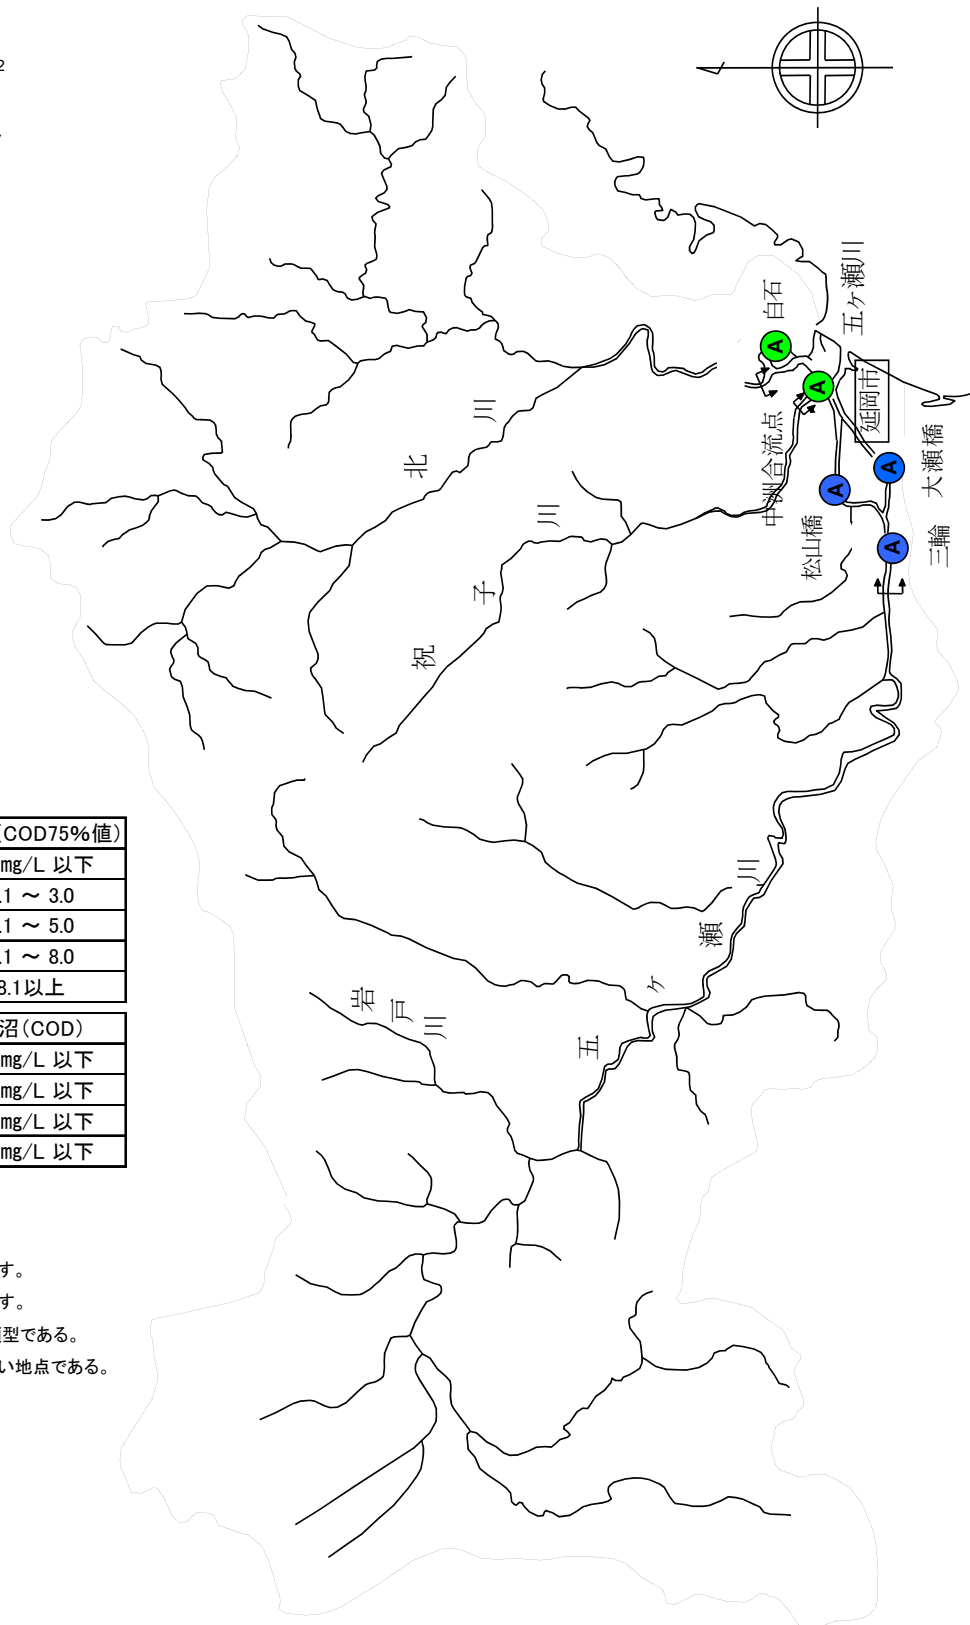 2
白石
五ヶ瀬川
延岡市
大瀬橋
中洲合流点
松山橋
三輪
北川
祝子川
五ヶ瀬川
岩戸川
A
A
A
A
A
(COD75%値)
mg/L 以下
.1 ～ 3.0
.1 ～ 5.0
.1 ～ 8.0
8.1以上
沼(COD)
mg/L 以下
mg/L 以下
mg/L 以下
mg/L 以下
す。
す。
型である。
い地点である。